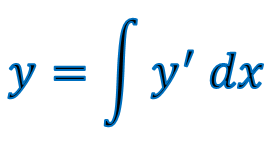 y = ∫ y′ dx